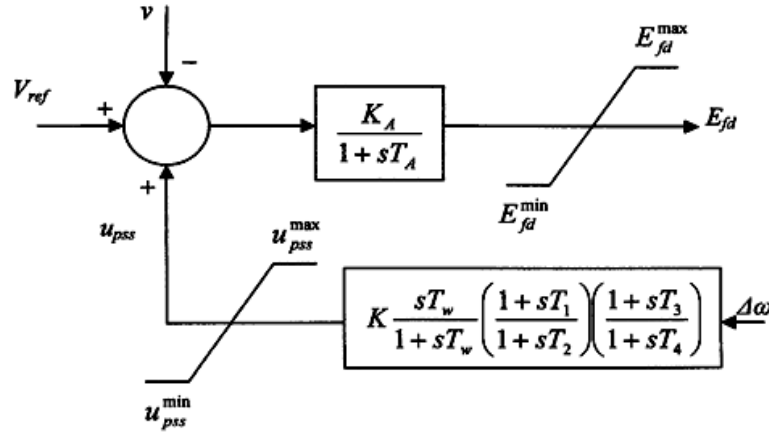 v
−
V_ref
+
K_A / (1 + sT_A)
E_fd^max
E_fd
E_fd^min
+
u_pss
u_pss^max
K sT_w / (1 + sT_w) ((1 + sT_1) / (1 + sT_2)) ((1 + sT_3) / (1 + sT_4))
Δω
u_pss^min